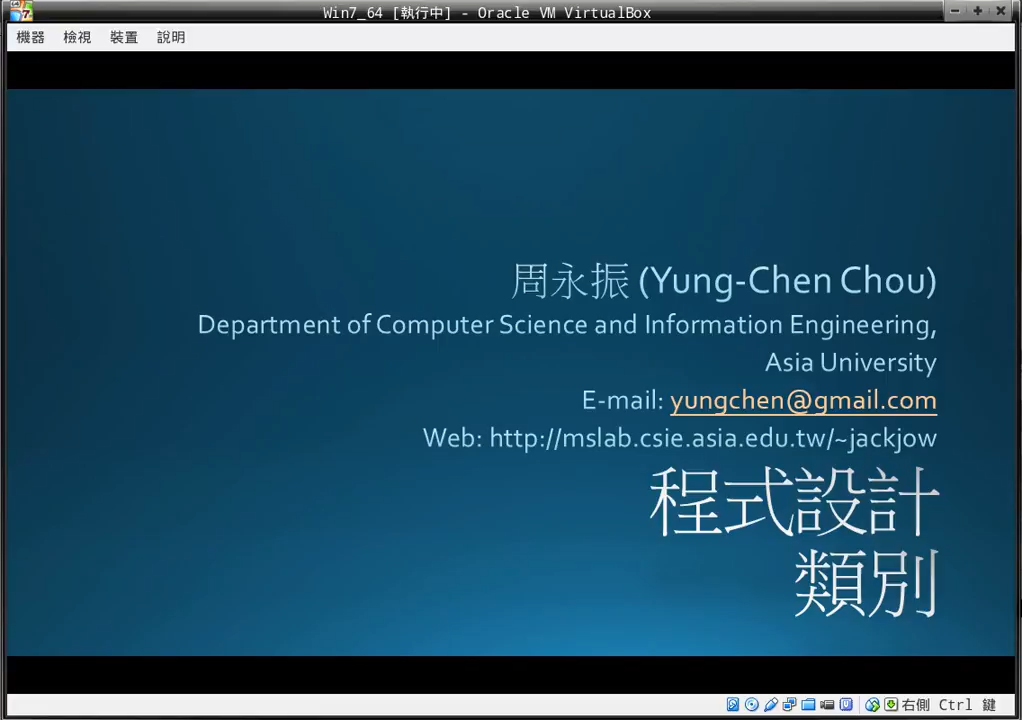 Win7_64 [執行中] - Oracle VM VirtualBox
機器 檢視 裝置 說明
周永振 (Yung-Chen Chou)
Department of Computer Science and Information Engineering,
Asia University
E-mail: yungchen@gmail.com
Web: http://mslab.csie.asia.edu.tw/~jackjow
程式設計
類別
右側 Ctrl 鍵